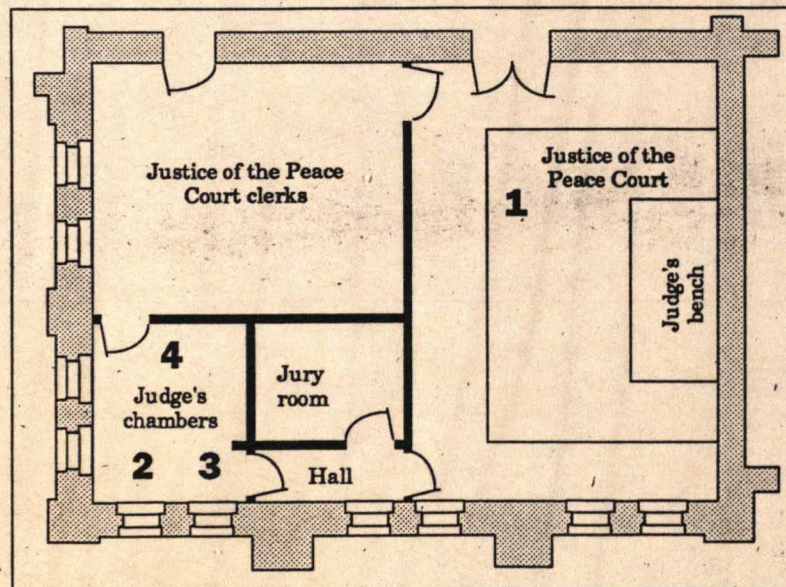 Justice of the Peace
Court clerks
Justice of the
Peace Court
1
Judge's
bench
4
Judge's
chambers
2
3
Jury
room
Hall